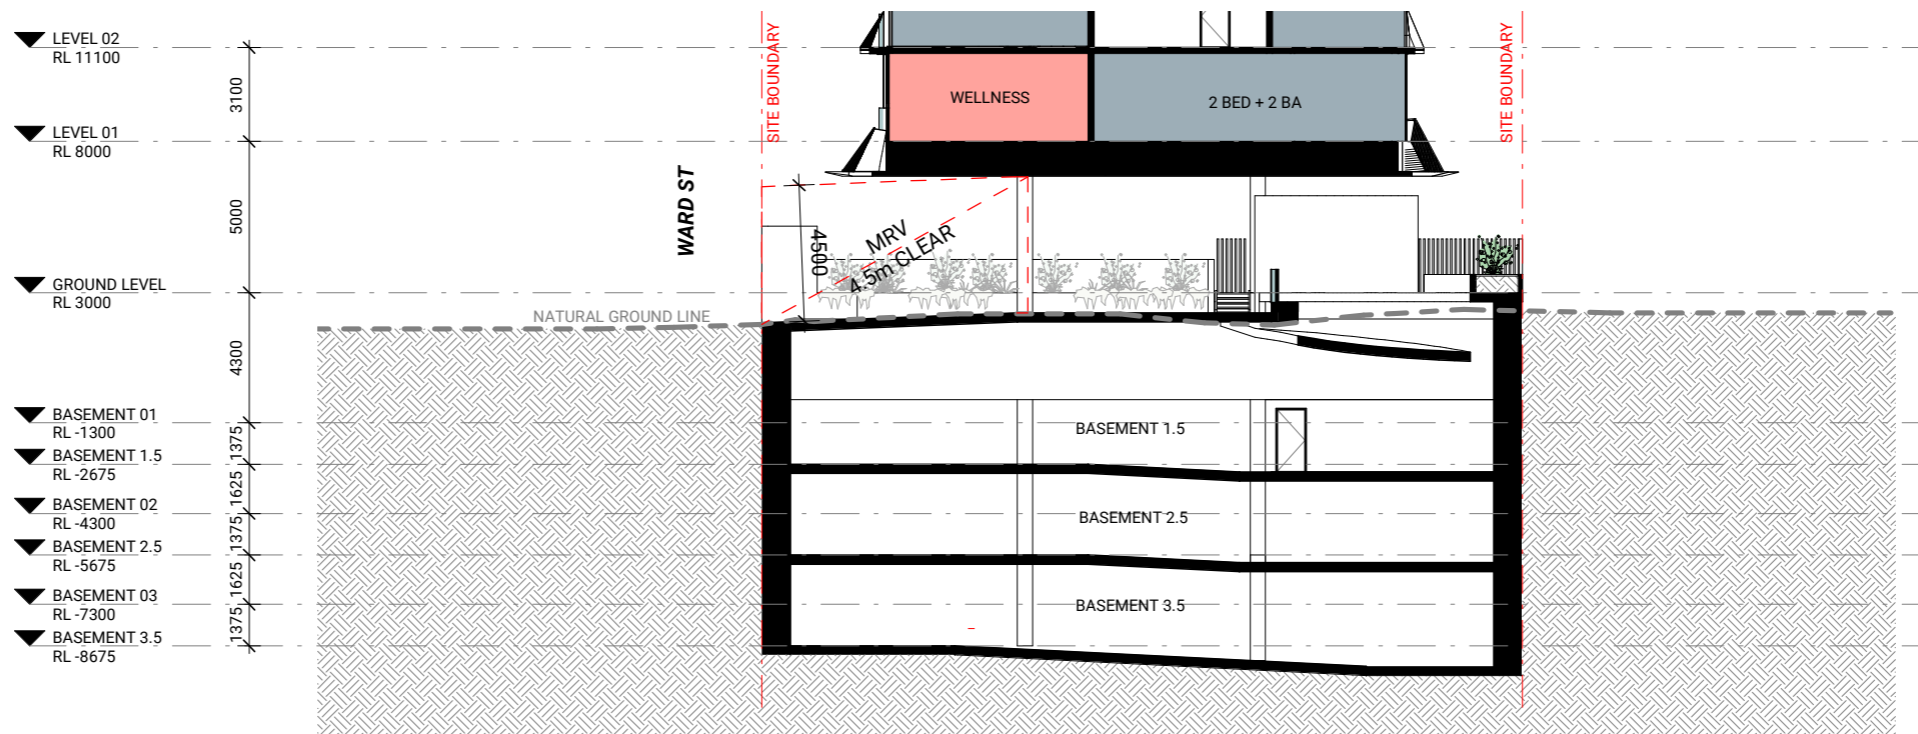 LEVEL 02
RL 11100
3100
LEVEL 01
RL 8000
5000
GROUND LEVEL
RL 3000
4300
BASEMENT 01
RL -1300
1375
BASEMENT 1.5
RL -2675
1625
BASEMENT 02
RL -4300
1375
BASEMENT 2.5
RL -5675
1625
BASEMENT 03
RL -7300
1375
BASEMENT 3.5
RL -8675
SITE BOUNDARY
WELLNESS
2 BED + 2 BA
SITE BOUNDARY
WARD ST
4500
MRV
4.5m CLEAR
NATURAL GROUND LINE
BASEMENT 1.5
BASEMENT 2.5
BASEMENT 3.5